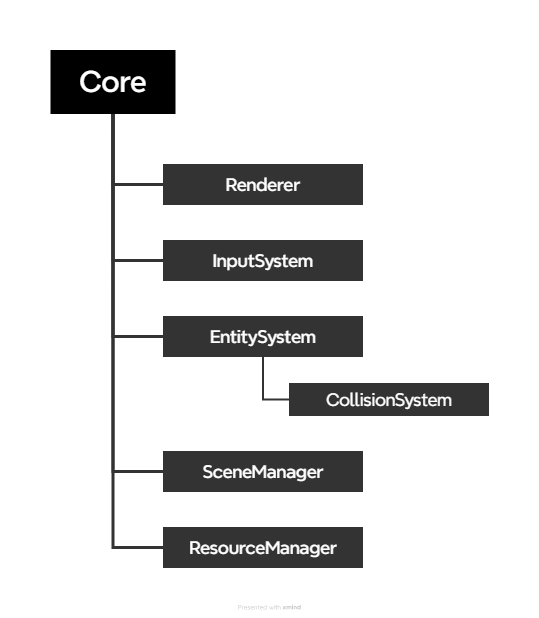 Core
Renderer
InputSystem
EntitySystem
CollisionSystem
SceneManager
ResourceManager
Presented with xmind